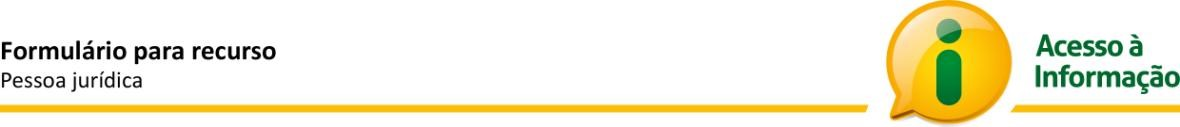 Formulário para recurso
Pessoa jurídica
Acesso à
Informação